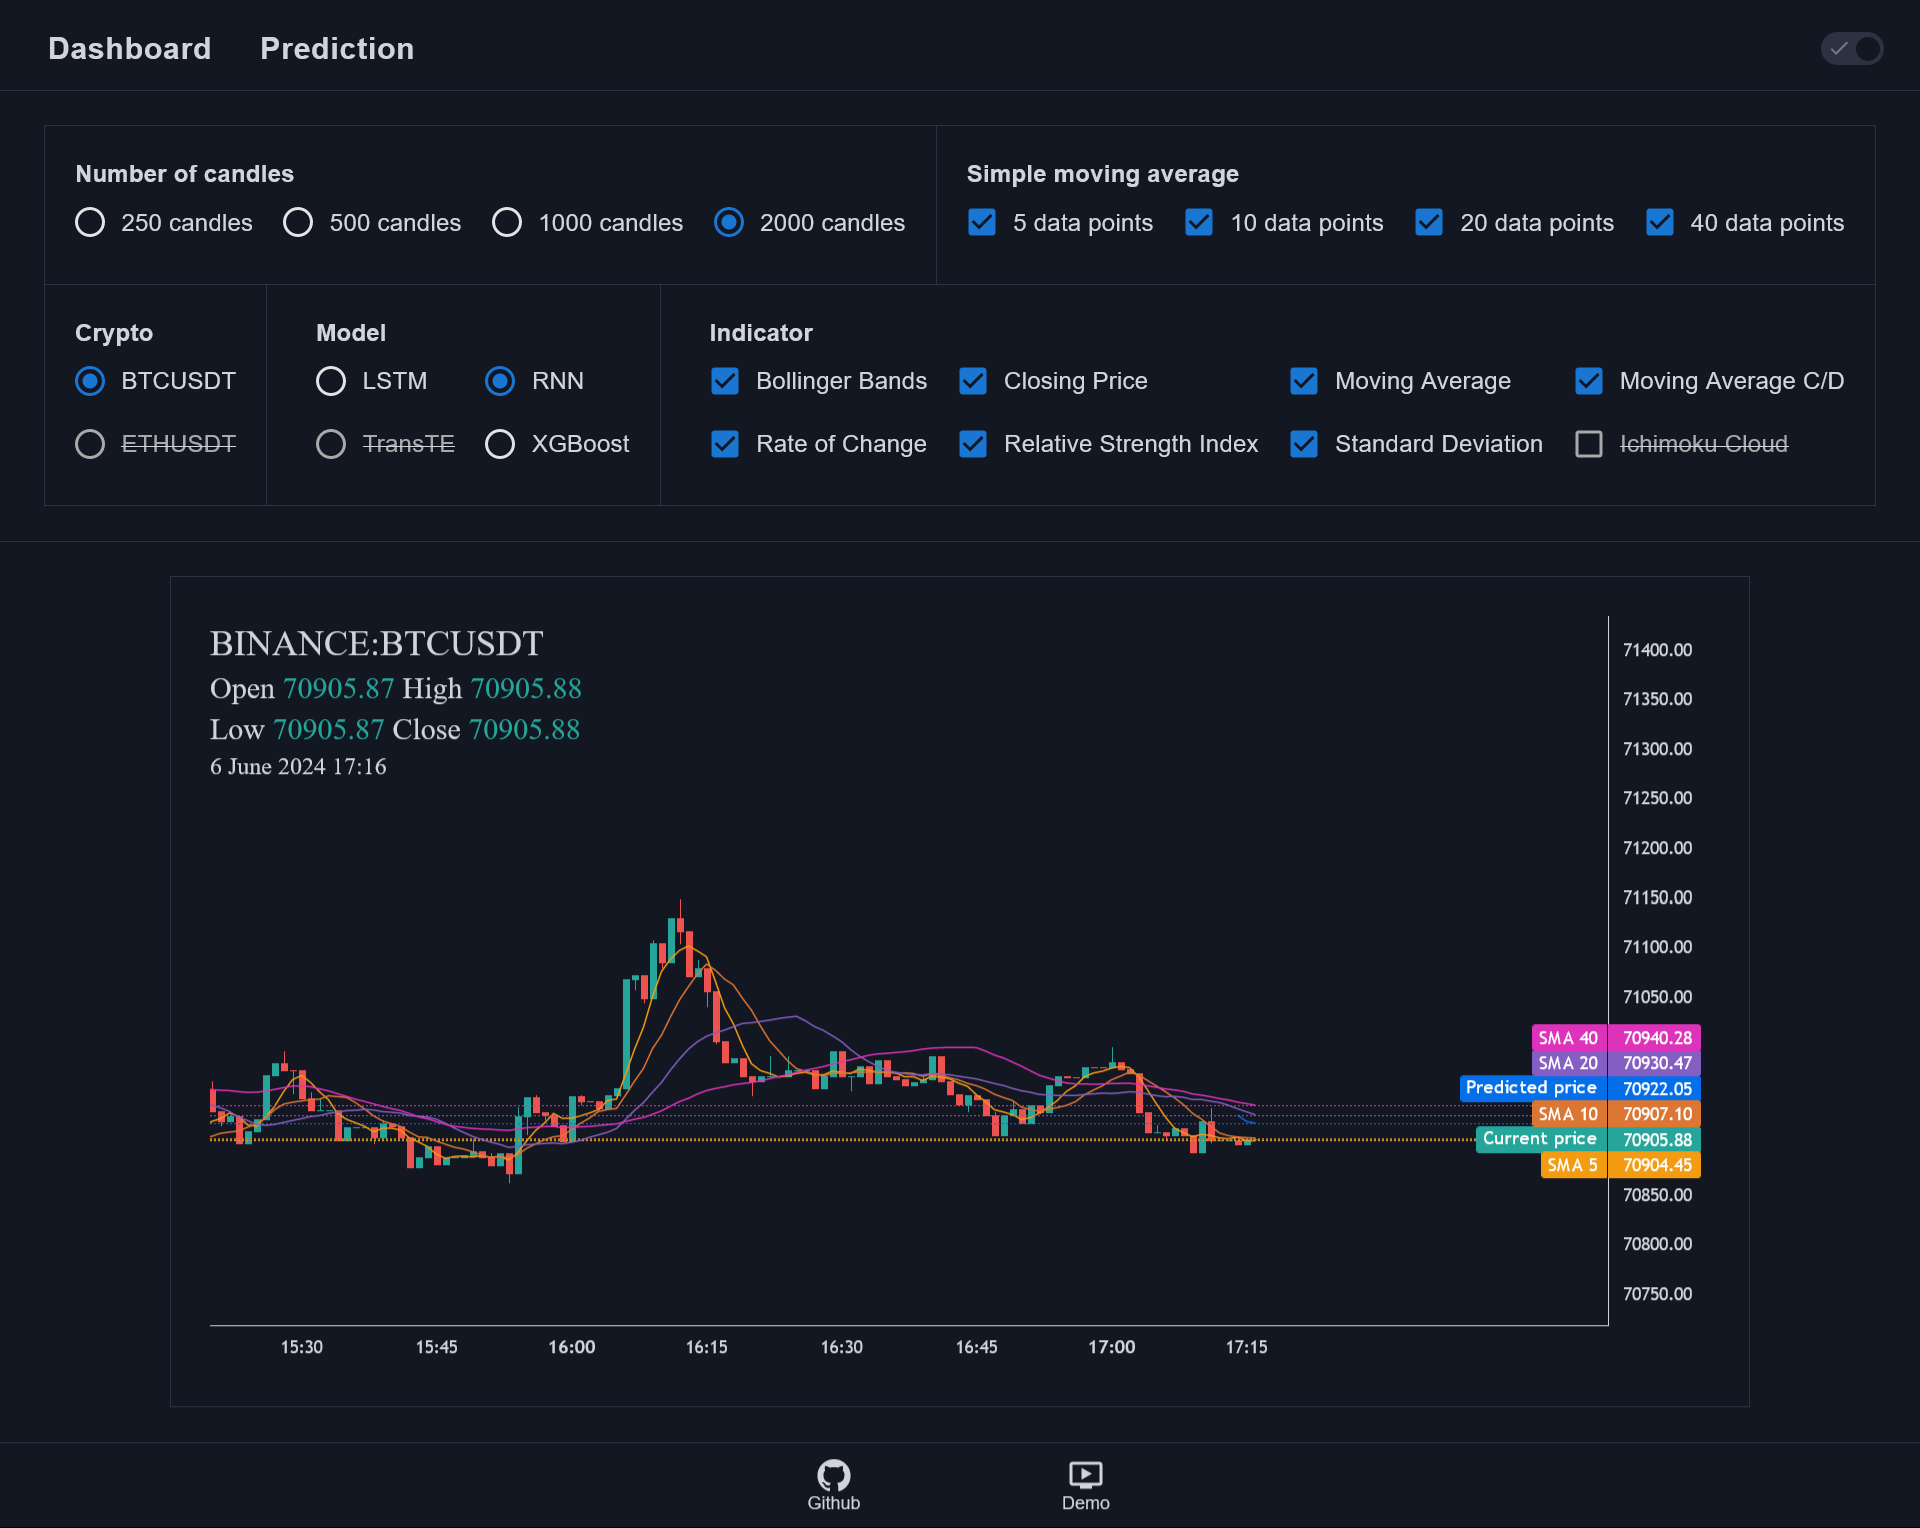 Dashboard Prediction
Number of candles
250 candles 500 candles 1000 candles 2000 candles
Simple moving average
5 data points 10 data points 20 data points 40 data points
Crypto
BTCUSDT
ETHUSDT
Model
LSTM RNN
TransTE XGBoost
Indicator
Bollinger Bands Closing Price Moving Average Moving Average C/D
Rate of Change Relative Strength Index Standard Deviation Ichimoku Cloud
BINANCE:BTCUSDT
Open 70905.87 High 70905.88
Low 70905.87 Close 70905.88
6 June 2024 17:16
71400.00
71350.00
71300.00
71250.00
71200.00
71150.00
71100.00
71050.00
SMA 40 70940.28
SMA 20 70930.47
Predicted price 70922.05
SMA 10 70907.10
Current price 70905.88
SMA 5 70904.45
70850.00
70800.00
70750.00
15:30 15:45 16:00 16:15 16:30 16:45 17:00 17:15
Github Demo